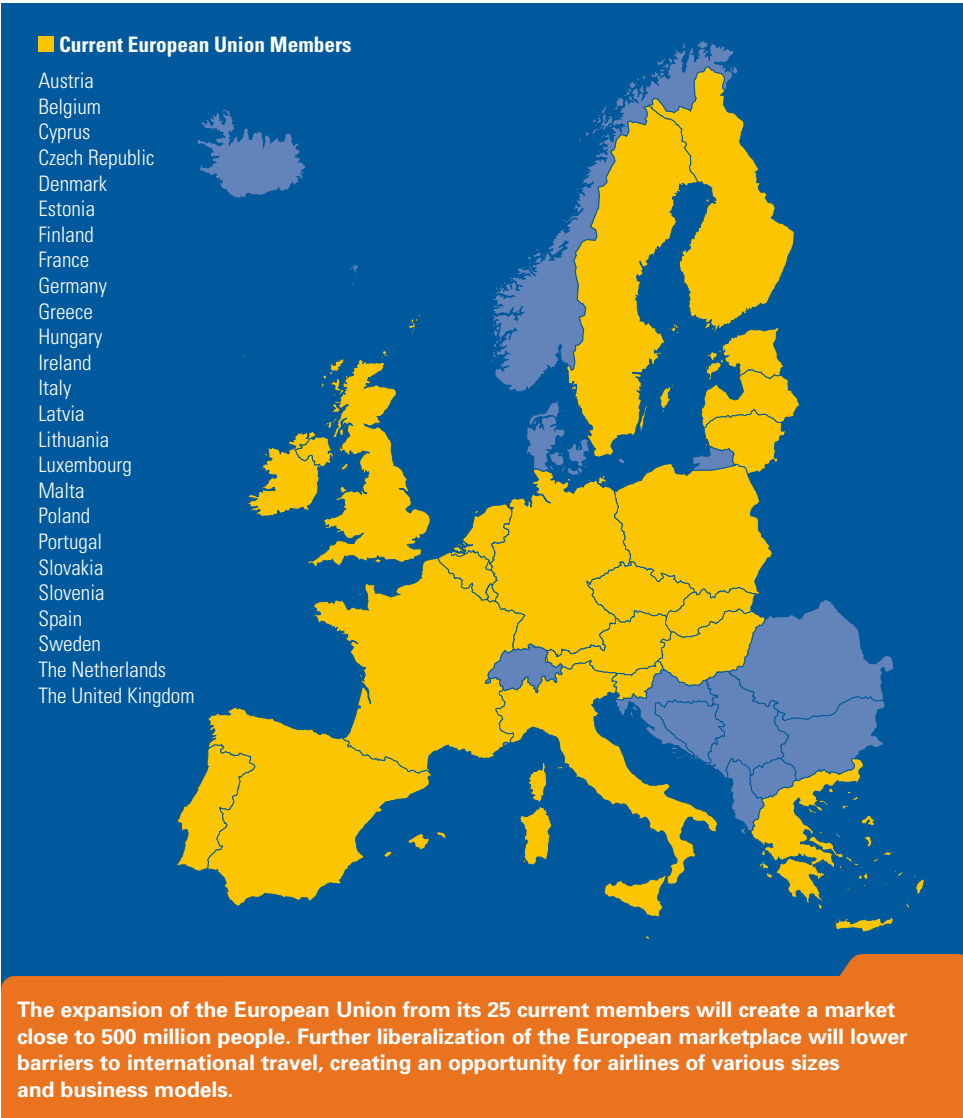 Current European Union Members
Austria
Belgium
Cyprus
Czech Republic
Denmark
Estonia
Finland
France
Germany
Greece
Hungary
Ireland
Italy
Latvia
Lithuania
Luxembourg
Malta
Poland
Portugal
Slovakia
Slovenia
Spain
Sweden
The Netherlands
The United Kingdom
The expansion of the European Union from its 25 current members will create a market
close to 500 million people. Further liberalization of the European marketplace will lower
barriers to international travel, creating an opportunity for airlines of various sizes
and business models.